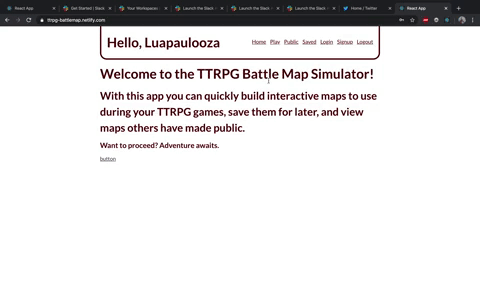 React App
Get Started | Slack
Your Workspaces
Launch the Slack
Launch the Slack
Launch the Slack
Home / Twitter
React App
ttrpg-battlemap.netlify.com
Hello, Luapaulooza
Home Play Public Saved Login Signup Logout
Welcome to the TTRPG Battle Map Simulator!
With this app you can quickly build interactive maps to use
during your TTRPG games, save them for later, and view
maps others have made public.
Want to proceed? Adventure awaits.
button